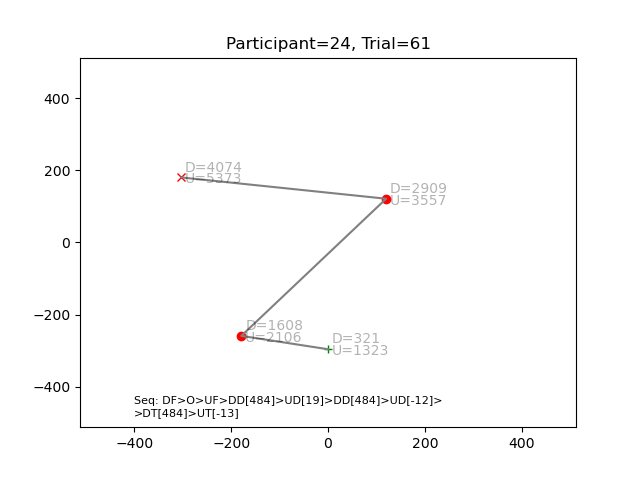 Participant=24, Trial=61
400
200
0
−200
−400
D=4074
U=5373
D=2909
U=3557
D=1608
U=2106
D=321
U=1323
Seq: DF>O>UF>DD[484]>UD[19]>DD[484]>UD[-12]>
>DT[484]>UT[-13]
−400
−200
0
200
400